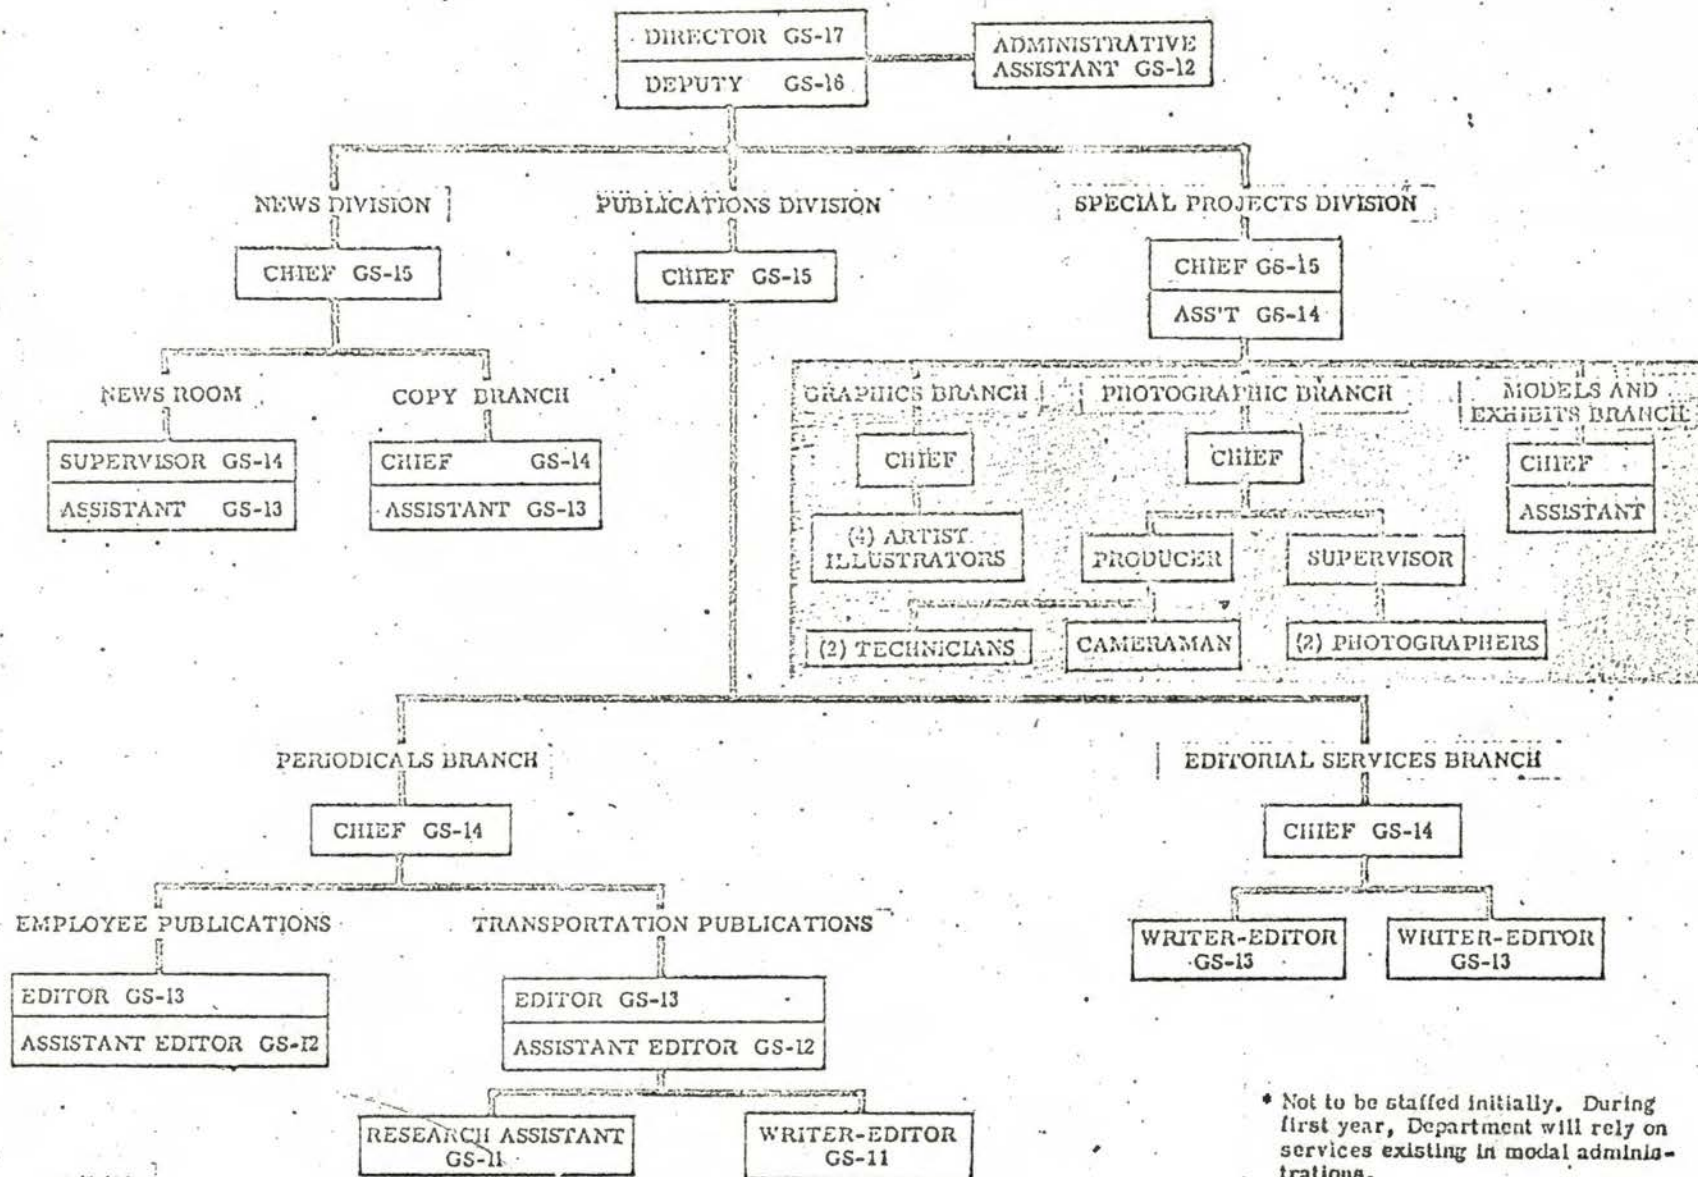 DIRECTOR GS-17
DEPUTY GS-16
ADMINISTRATIVE
ASSISTANT GS-12
NEWS DIVISION
PUBLICATIONS DIVISION
SPECIAL PROJECTS DIVISION
CHIEF GS-15
CHIEF GS-15
CHIEF GS-15
ASS'T GS-14
NEWS ROOM
COPY BRANCH
SUPERVISOR GS-14
ASSISTANT GS-13
CHIEF GS-14
ASSISTANT GS-13
GRAPHICS BRANCH
PHOTOGRAPHIC BRANCH
MODELS AND
EXHIBITS BRANCH
CHIEF
CHIEF
CHIEF
ASSISTANT
(4) ARTIST
ILLUSTRATORS
PRODUCER
SUPERVISOR
(2) TECHNICIANS
CAMERAMAN
(2) PHOTOGRAPHERS
PERIODICALS BRANCH
EDITORIAL SERVICES BRANCH
CHIEF GS-14
CHIEF GS-14
EMPLOYEE PUBLICATIONS
TRANSPORTATION PUBLICATIONS
WRITER-EDITOR
GS-13
WRITER-EDITOR
GS-13
EDITOR GS-13
ASSISTANT EDITOR GS-12
EDITOR GS-13
ASSISTANT EDITOR GS-12
RESEARCH ASSISTANT
GS-11
WRITER-EDITOR
GS-11
* Not to be staffed initially. During
first year, Department will rely on
services existing in modal adminis-
trations.